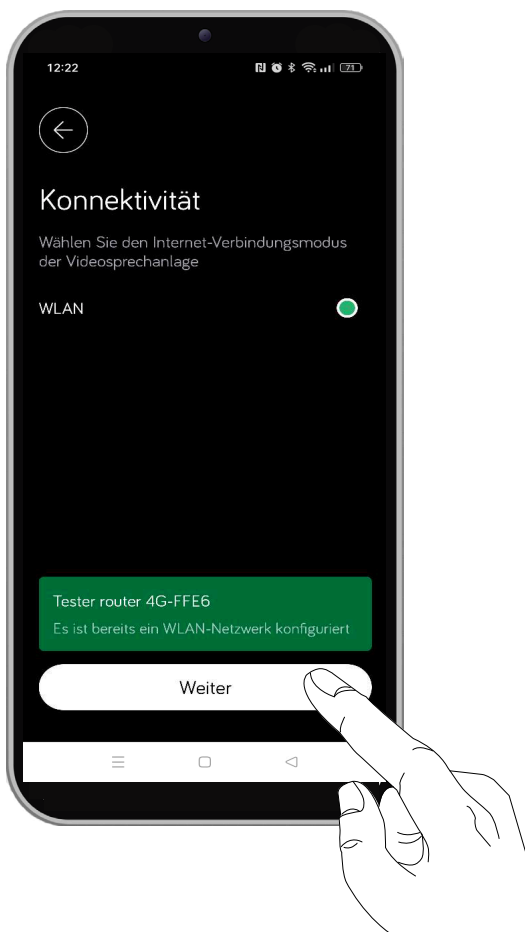 12:22
71
Konnektivität
Wählen Sie den Internet-Verbindungsmodus
der Videosprechanlage
WLAN
Tester router 4G-FFE6
Es ist bereits ein WLAN-Netzwerk konfiguriert
Weiter